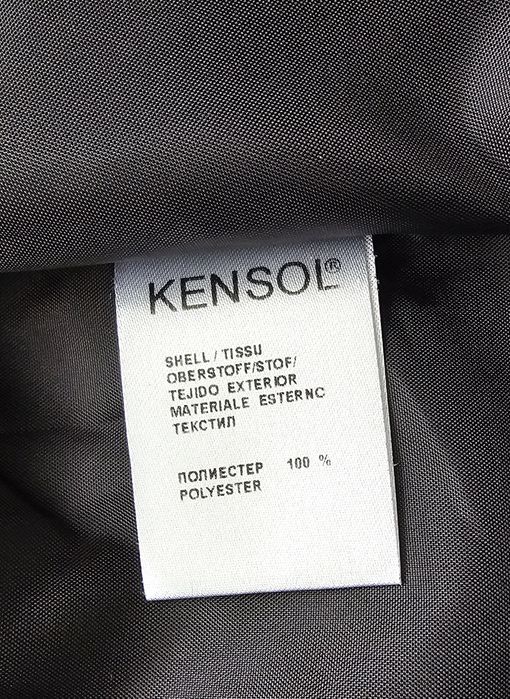 KENSOL®
SHELL / TISSU
OBERSTOFF/STOF/
TEJIDO EXTERIOR
MATERIALE ESTERNO
ТЕКСТИЛ
ПОЛИЕСТЕР 100 %
POLYESTER